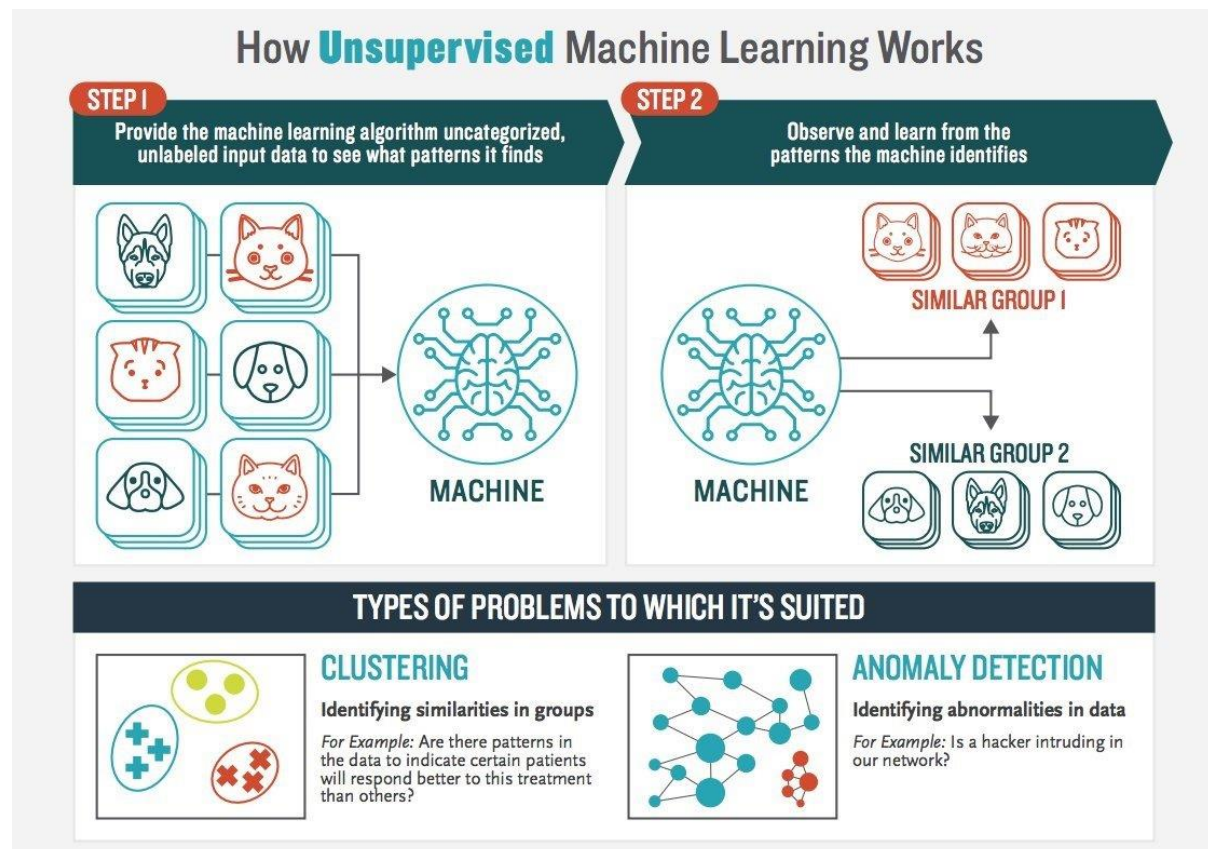 How Unsupervised Machine Learning Works
STEP 1
Provide the machine learning algorithm uncategorized,
unlabeled input data to see what patterns it finds
MACHINE
STEP 2
Observe and learn from the
patterns the machine identifies
SIMILAR GROUP 1
MACHINE
SIMILAR GROUP 2
TYPES OF PROBLEMS TO WHICH IT'S SUITED
CLUSTERING
Identifying similarities in groups
For Example: Are there patterns in
the data to indicate certain patients
will respond better to this treatment
than others?
ANOMALY DETECTION
Identifying abnormalities in data
For Example: Is a hacker intruding in
our network?